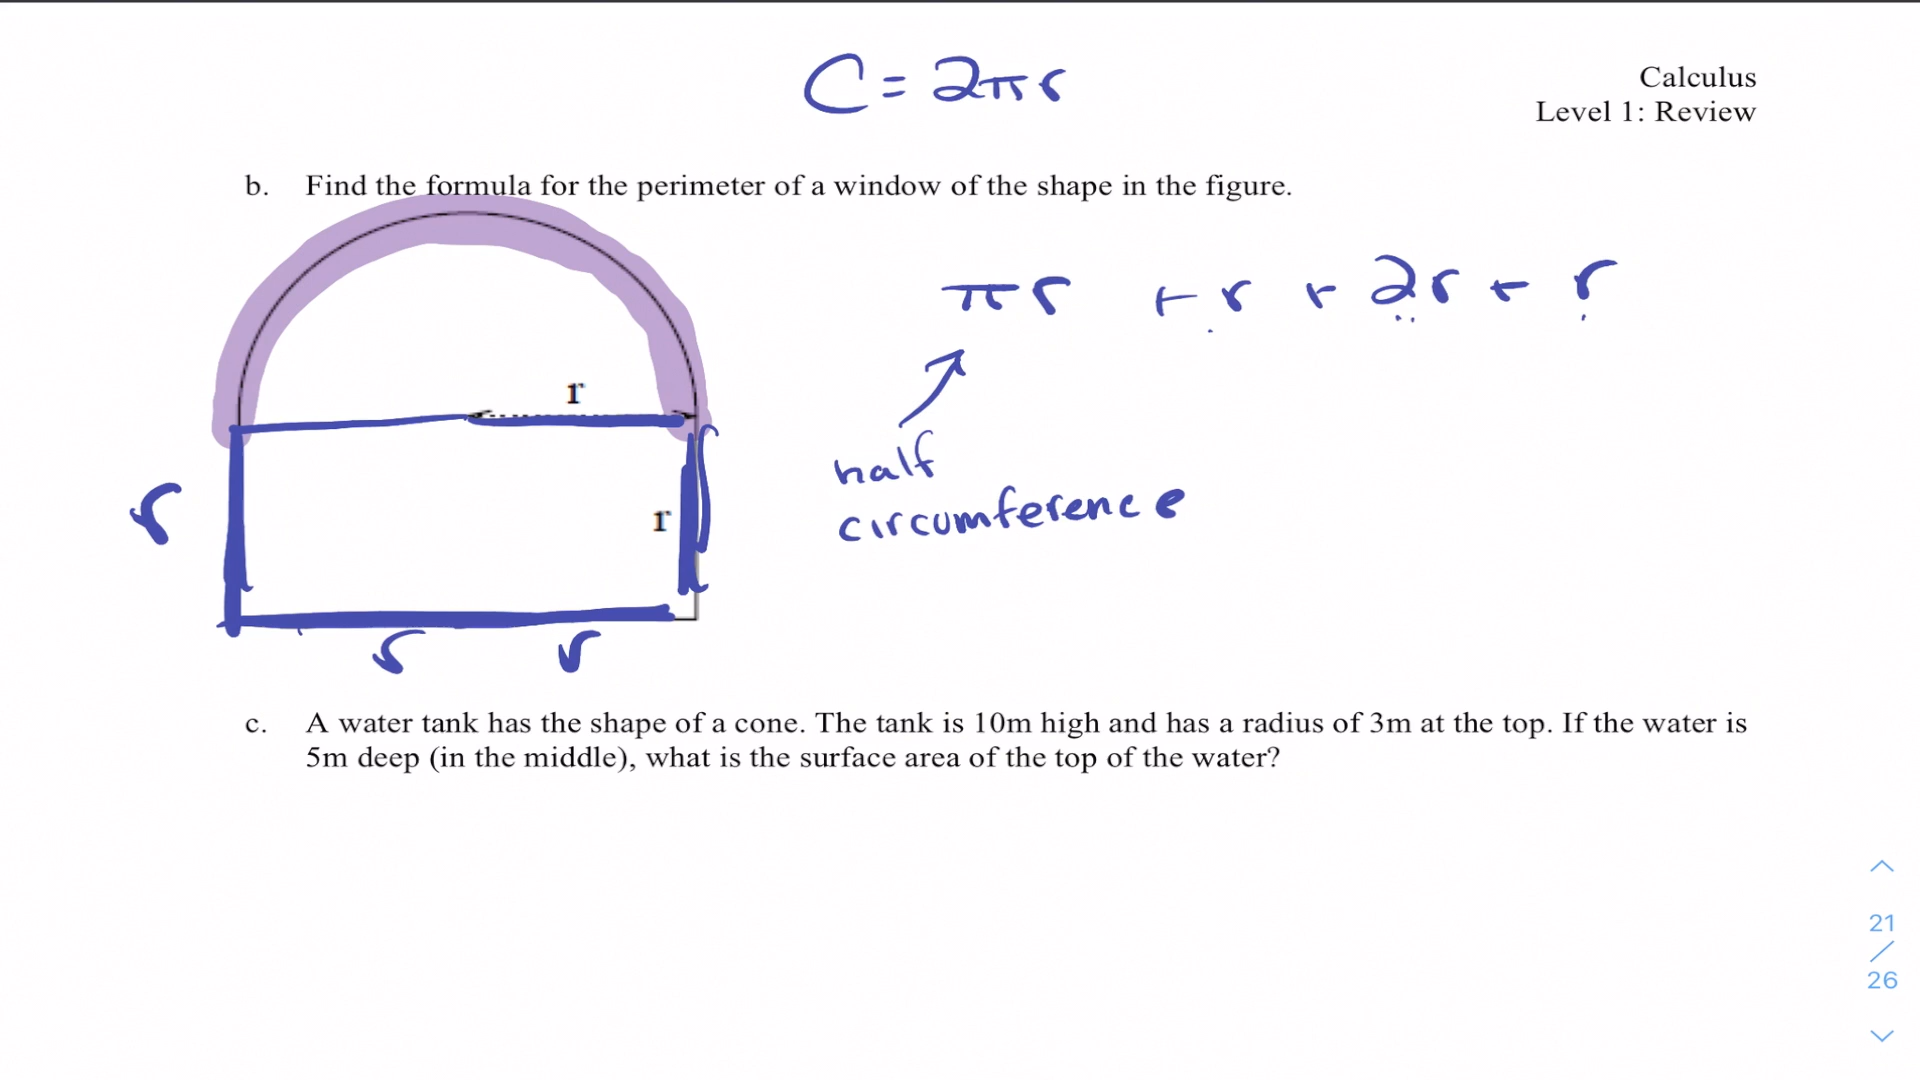 C = 2πr
Calculus
Level 1: Review
b. Find the formula for the perimeter of a window of the shape in the figure.
πr + r + 2r + r
r
half
circumference
r
r
r r
c. A water tank has the shape of a cone. The tank is 10m high and has a radius of 3m at the top. If the water is
5m deep (in the middle), what is the surface area of the top of the water?
21
/
26